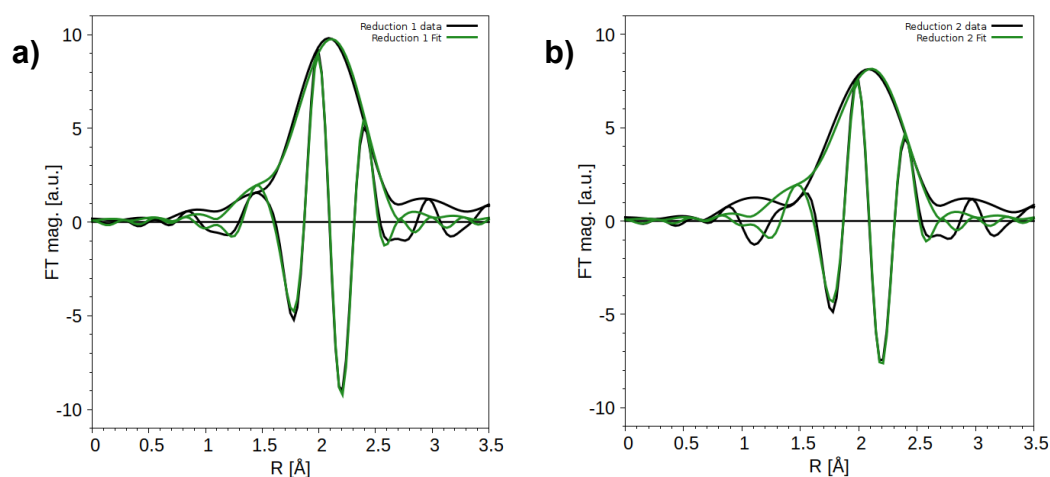 a)
Reduction 1 data
Reduction 1 Fit
10
5
0
-5
-10
FT mag. [a.u.]
0 0.5 1 1.5 2 2.5 3 3.5
R [Å]
b)
Reduction 2 data
Reduction 2 Fit
10
5
0
-5
-10
FT mag. [a.u.]
0 0.5 1 1.5 2 2.5 3 3.5
R [Å]